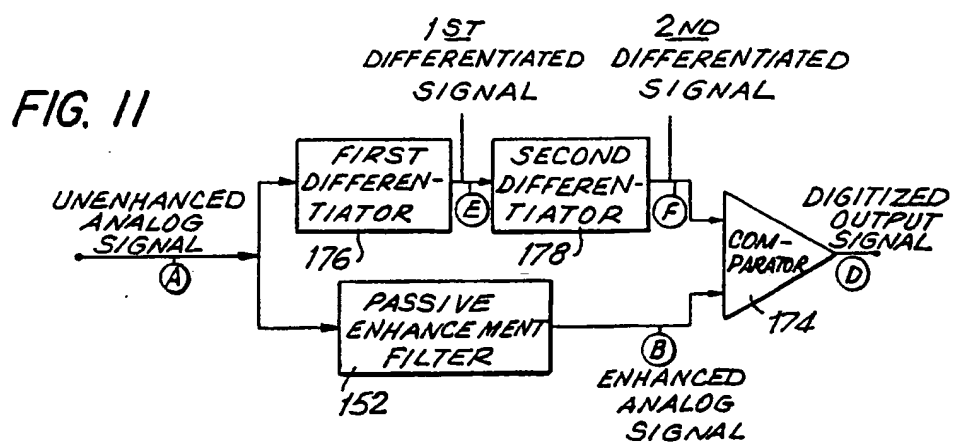 FIG. 11
1ST
DIFFERENTIATED
SIGNAL
2ND
DIFFERENTIATED
SIGNAL
UNENHANCED
ANALOG
SIGNAL
A
FIRST
DIFFEREN-
TIATOR
176
E
SECOND
DIFFEREN-
TIATOR
178
F
PASSIVE
ENHANCEMENT
FILTER
152
B
ENHANCED
ANALOG
SIGNAL
COM-
PARATOR
174
DIGITIZED
OUTPUT
SIGNAL
D